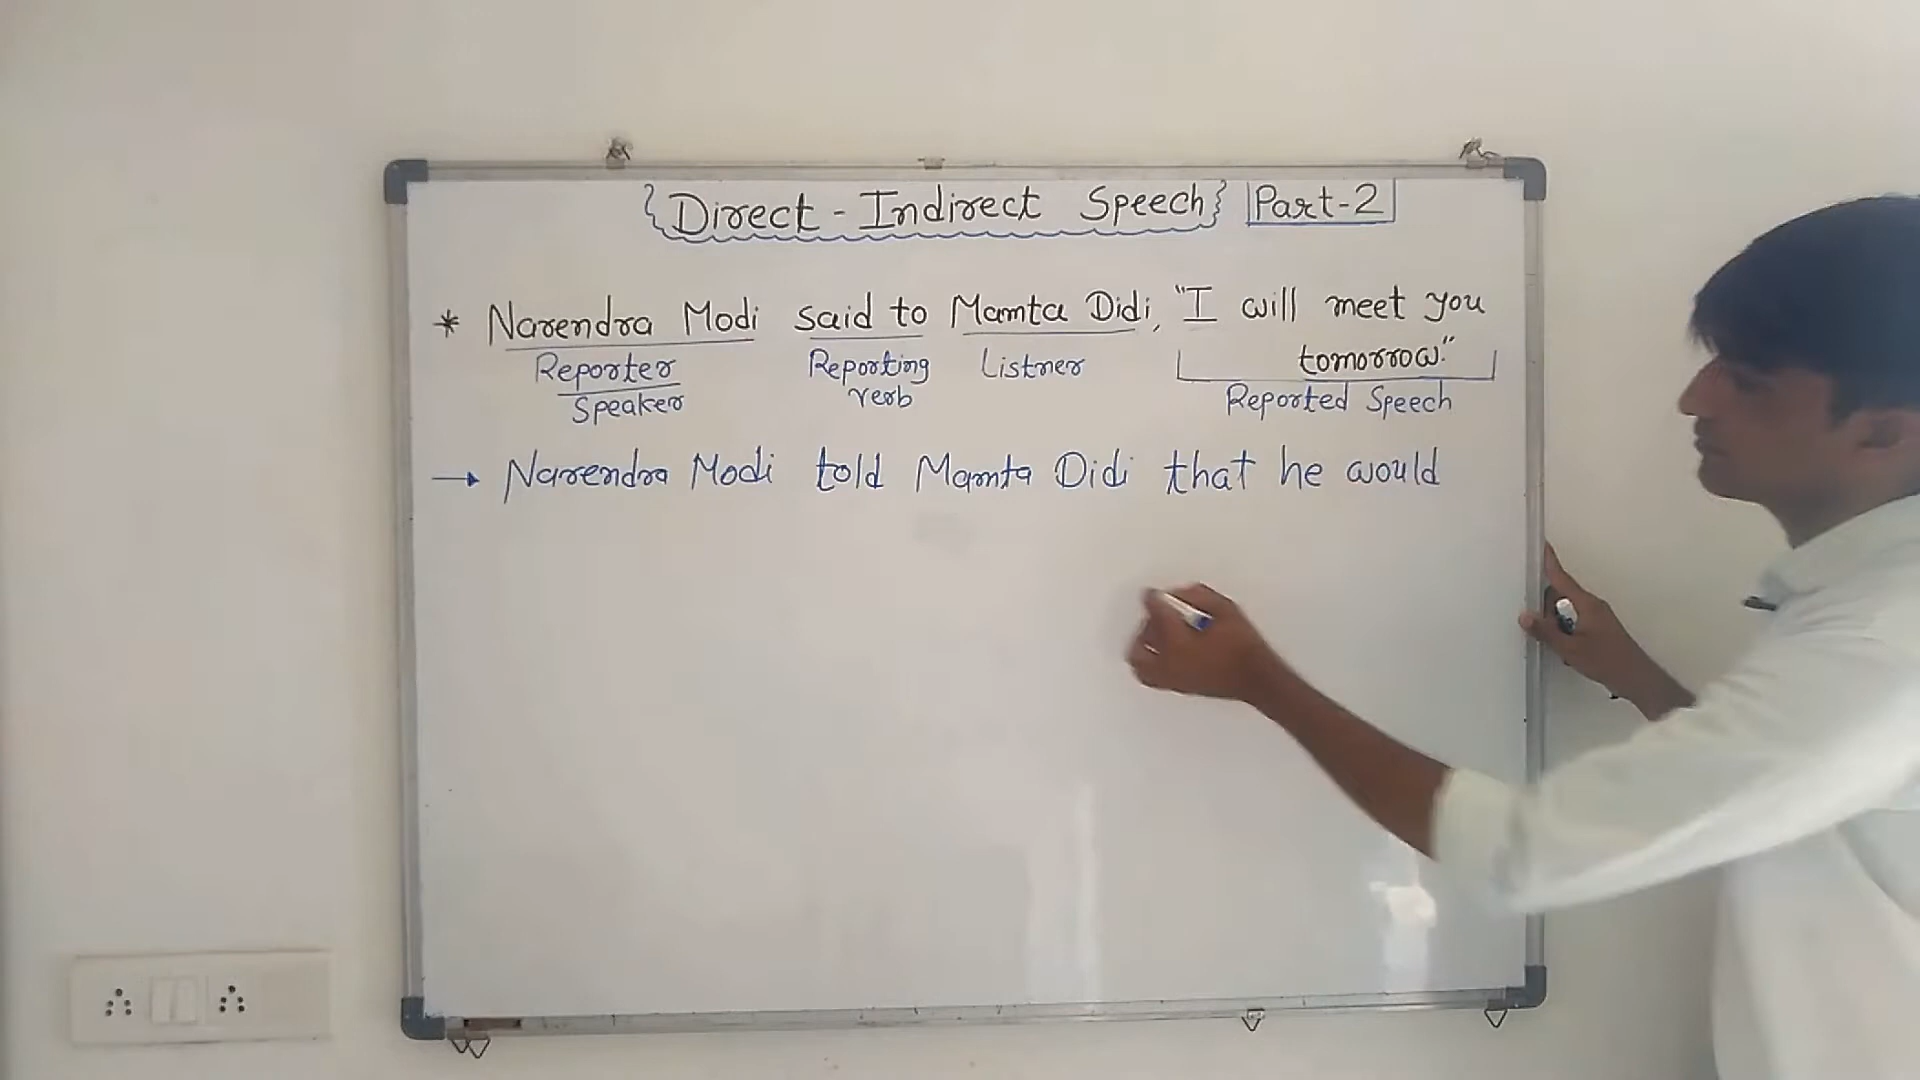 {Direct - Indirect Speech} Part-2
* Narendra Modi said to Mamta Didi, "I will meet you
tomorrow."
Reporter
Speaker
Reporting
verb
Listner
Reported Speech
→ Narendra Modi told Mamta Didi that he would